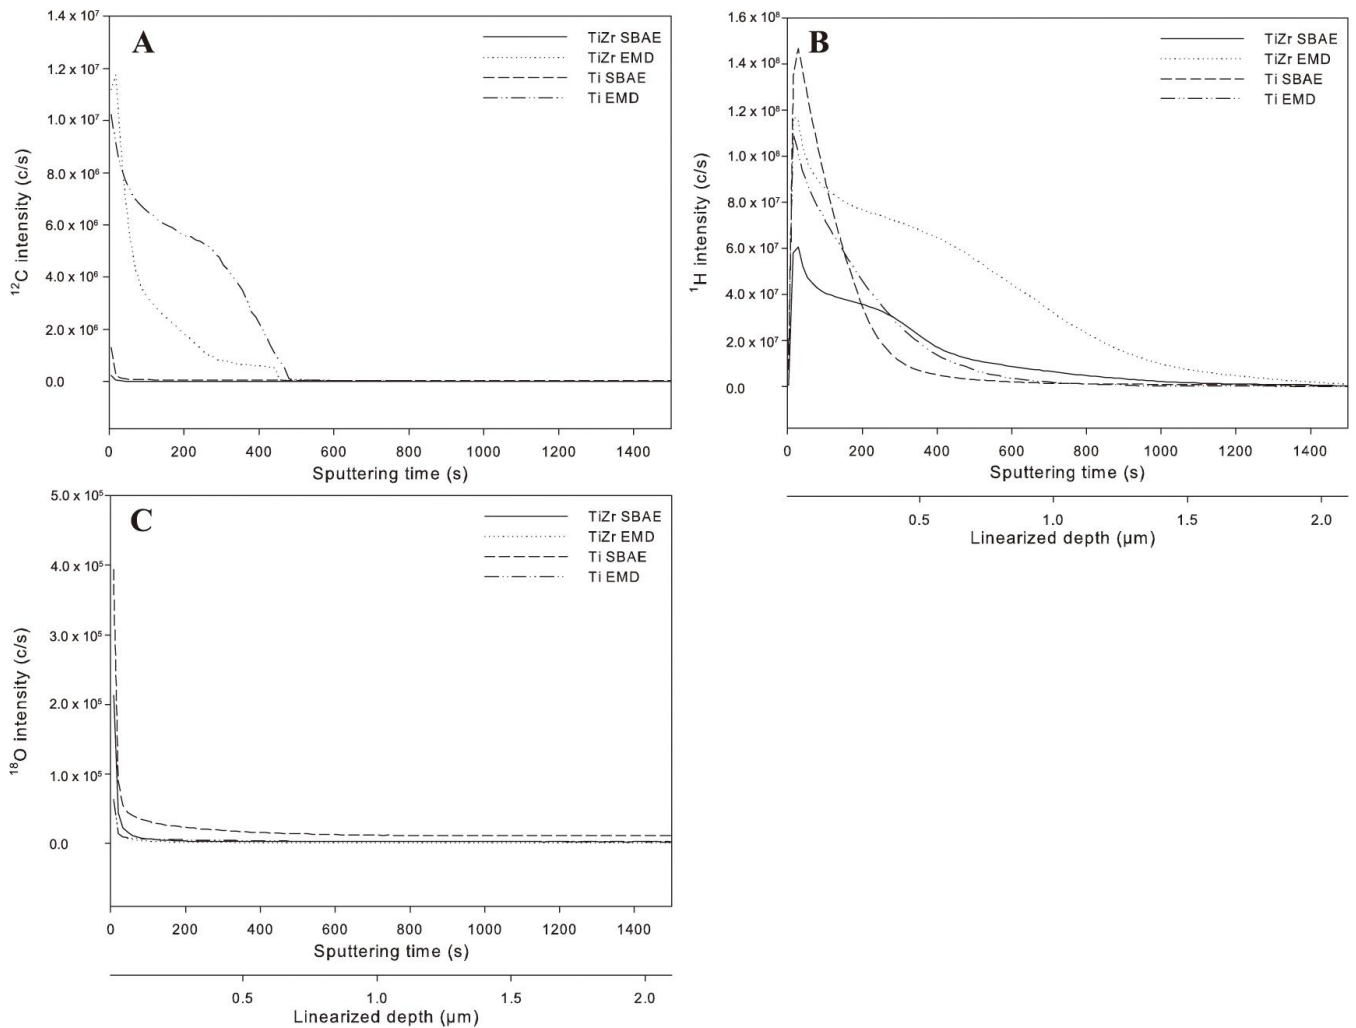 A
1.4 x 10⁷
1.2 x 10⁷
1.0 x 10⁷
8.0 x 10⁶
6.0 x 10⁶
4.0 x 10⁶
2.0 x 10⁶
0.0
¹²C intensity (c/s)
TiZr SBAE
TiZr EMD
Ti SBAE
Ti EMD
0 200 400 600 800 1000 1200 1400
Sputtering time (s)
B
1.6 x 10⁸
1.4 x 10⁸
1.2 x 10⁸
1.0 x 10⁸
8.0 x 10⁷
6.0 x 10⁷
4.0 x 10⁷
2.0 x 10⁷
0.0
¹H intensity (c/s)
TiZr SBAE
TiZr EMD
Ti SBAE
Ti EMD
0 200 400 600 800 1000 1200 1400
Sputtering time (s)
0.5 1.0 1.5 2.0
Linearized depth (μm)
C
5.0 x 10⁵
4.0 x 10⁵
3.0 x 10⁵
2.0 x 10⁵
1.0 x 10⁵
0.0
¹⁸O intensity (c/s)
TiZr SBAE
TiZr EMD
Ti SBAE
Ti EMD
0 200 400 600 800 1000 1200 1400
Sputtering time (s)
0.5 1.0 1.5 2.0
Linearized depth (μm)